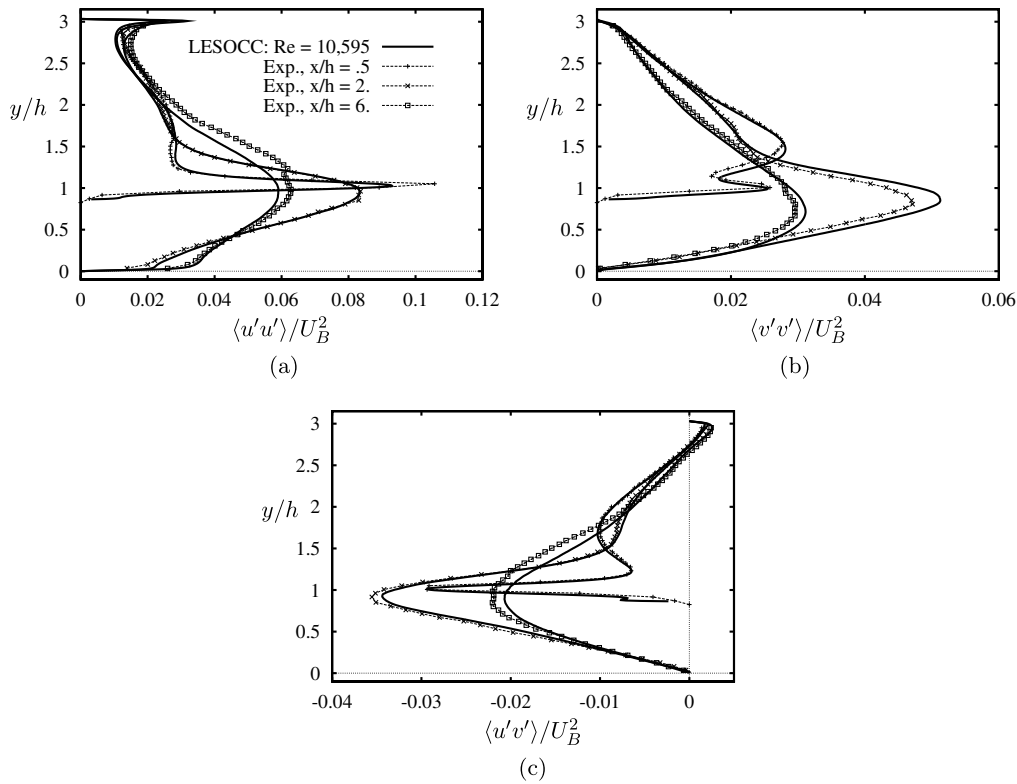 3
2.5
2
1.5
1
0.5
0
y/h
LESOCC: Re = 10,595
Exp., x/h = .5
Exp., x/h = 2.
Exp., x/h = 6.
0 0.02 0.04 0.06 0.08 0.1 0.12
⟨u′u′⟩/U_B^2
(a)
3
2.5
2
1.5
1
0.5
0
y/h
0 0.02 0.04 0.06
⟨v′v′⟩/U_B^2
(b)
3
2.5
2
1.5
1
0.5
0
y/h
-0.04 -0.03 -0.02 -0.01 0
⟨u′v′⟩/U_B^2
(c)